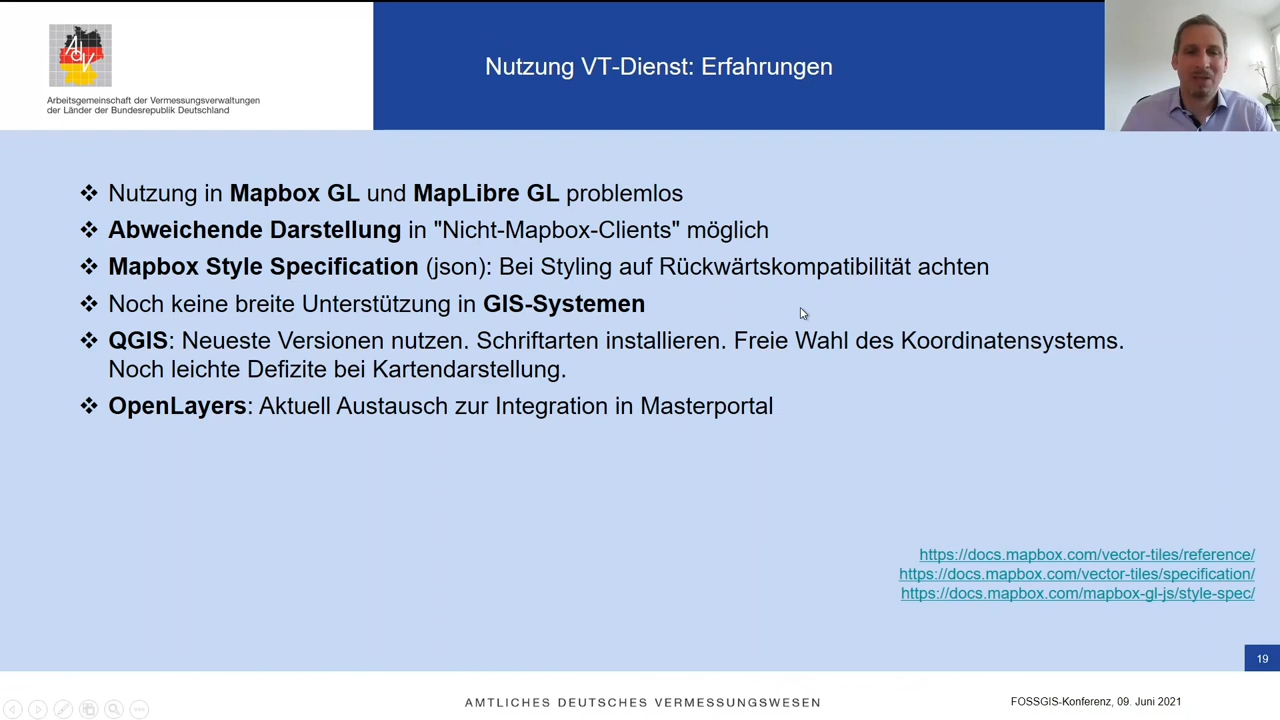 AdV
Arbeitsgemeinschaft der Vermessungsverwaltungen
der Länder der Bundesrepublik Deutschland
Nutzung VT-Dienst: Erfahrungen
❖ Nutzung in Mapbox GL und MapLibre GL problemlos
❖ Abweichende Darstellung in "Nicht-Mapbox-Clients" möglich
❖ Mapbox Style Specification (json): Bei Styling auf Rückwärtskompatibilität achten
❖ Noch keine breite Unterstützung in GIS-Systemen
❖ QGIS: Neueste Versionen nutzen. Schriftarten installieren. Freie Wahl des Koordinatensystems.
Noch leichte Defizite bei Kartendarstellung.
❖ OpenLayers: Aktuell Austausch zur Integration in Masterportal
https://docs.mapbox.com/vector-tiles/reference/
https://docs.mapbox.com/vector-tiles/specification/
https://docs.mapbox.com/mapbox-gl-js/style-spec/
19
AMTLICHES DEUTSCHES VERMESSUNGSWESEN
FOSSGIS-Konferenz, 09. Juni 2021